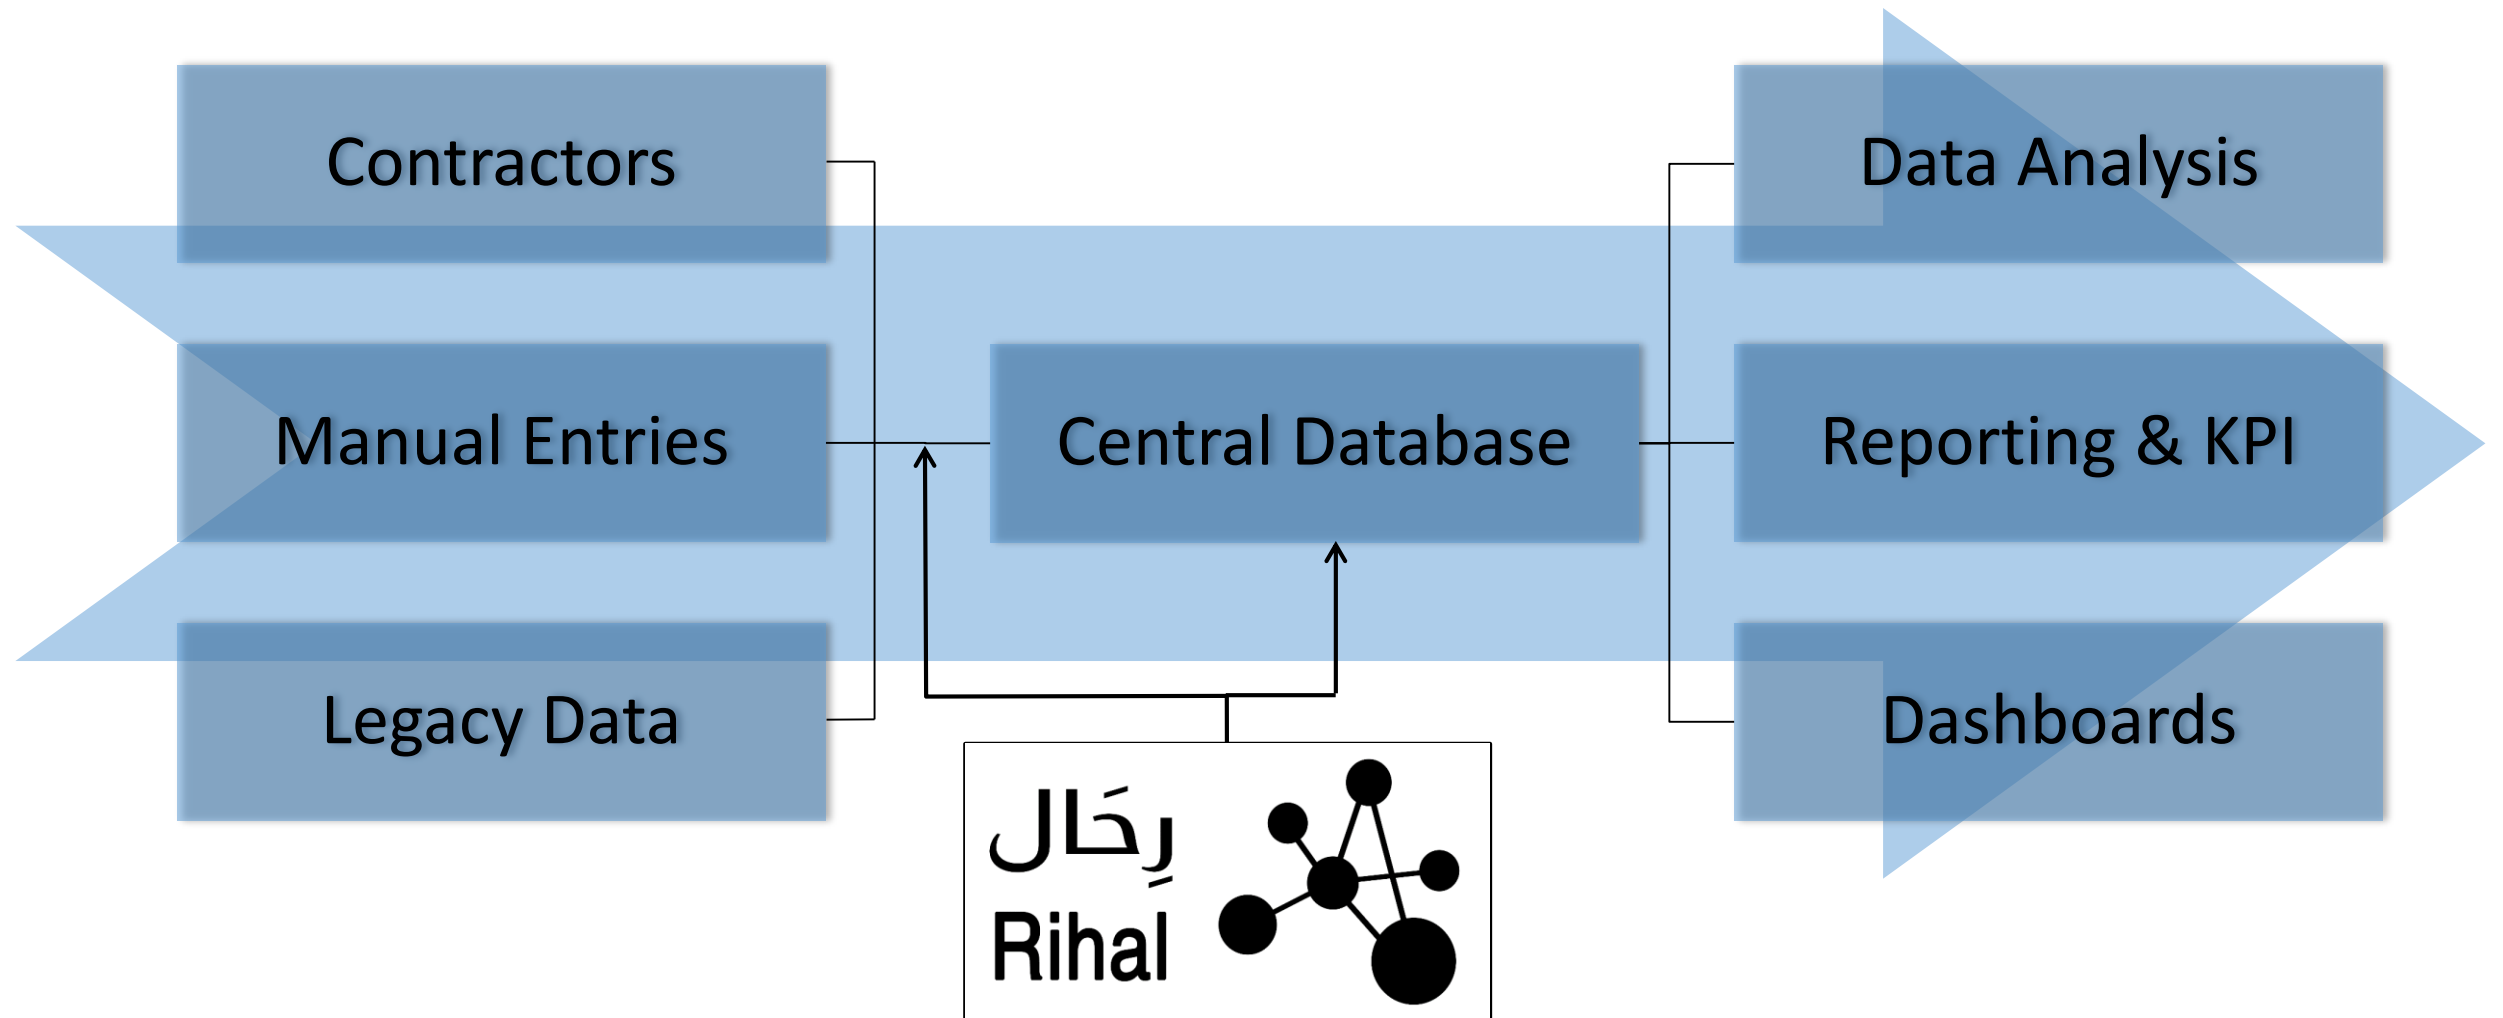 Contractors
Manual Entries
Legacy Data
Central Database
Data Analysis
Reporting & KPI
Dashboards
رِحَال
Rihal